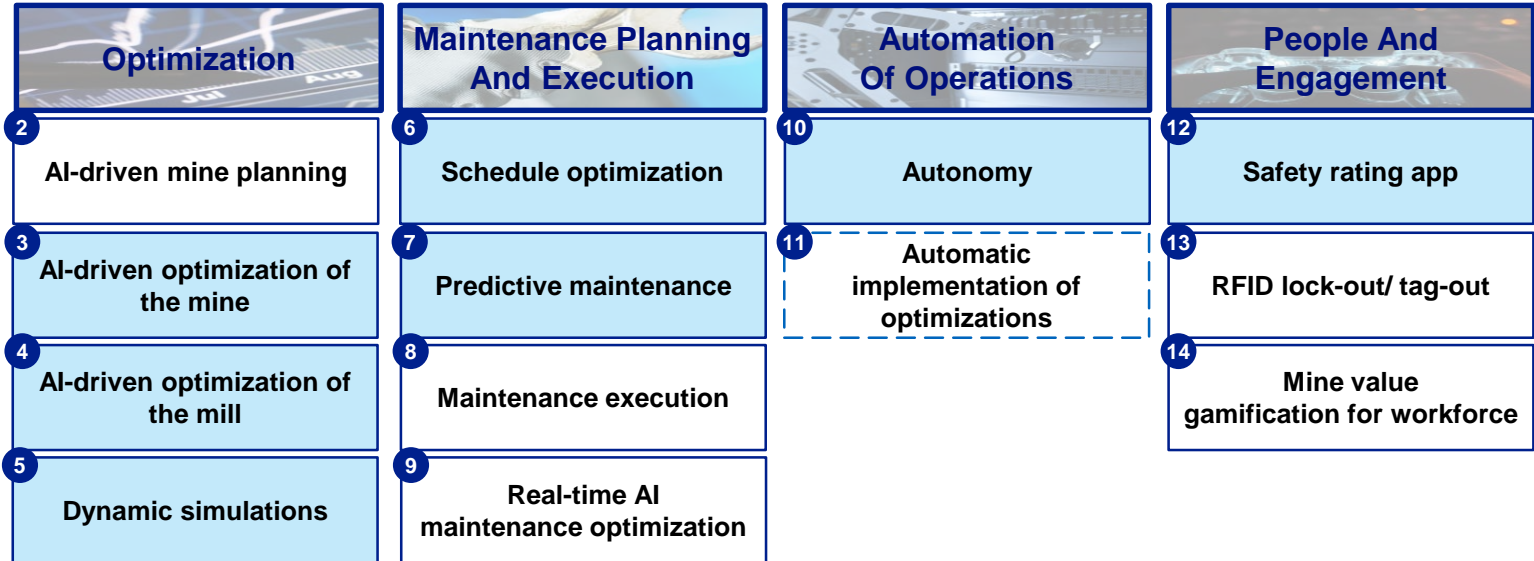 Optimization
Aug
Jul
2
AI-driven mine planning
3
AI-driven optimization of
the mine
4
AI-driven optimization of
the mill
5
Dynamic simulations
Maintenance Planning
And Execution
6
Schedule optimization
7
Predictive maintenance
8
Maintenance execution
9
Real-time AI
maintenance optimization
Automation
Of Operations
10
Autonomy
11
Automatic
implementation of
optimizations
People And
Engagement
12
Safety rating app
13
RFID lock-out/ tag-out
14
Mine value
gamification for workforce